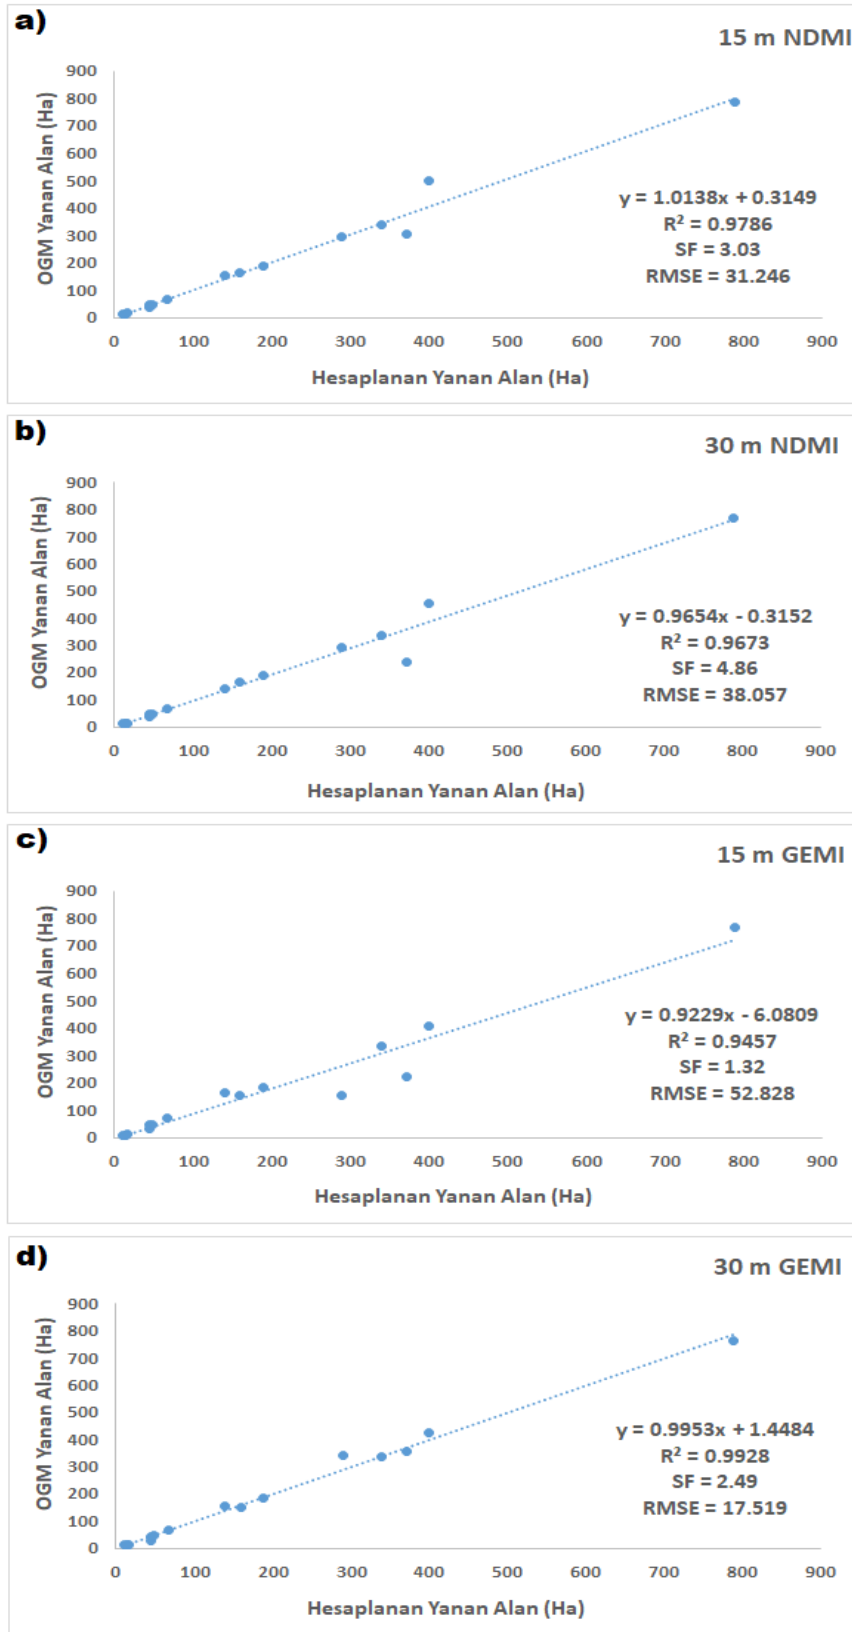 a)
15 m NDMI
OGM Yanan Alan (Ha)
900
800
700
600
500
400
300
200
100
0
y = 1.0138x + 0.3149
R² = 0.9786
SF = 3.03
RMSE = 31.246
0 100 200 300 400 500 600 700 800 900
Hesaplanan Yanan Alan (Ha)
b)
30 m NDMI
OGM Yanan Alan (Ha)
900
800
700
600
500
400
300
200
100
0
y = 0.9654x - 0.3152
R² = 0.9673
SF = 4.86
RMSE = 38.057
0 100 200 300 400 500 600 700 800 900
Hesaplanan Yanan Alan (Ha)
c)
15 m GEMI
OGM Yanan Alan (Ha)
900
800
700
600
500
400
300
200
100
0
y = 0.9229x - 6.0809
R² = 0.9457
SF = 1.32
RMSE = 52.828
0 100 200 300 400 500 600 700 800 900
Hesaplanan Yanan Alan (Ha)
d)
30 m GEMI
OGM Yanan Alan (Ha)
900
800
700
600
500
400
300
200
100
0
y = 0.9953x + 1.4484
R² = 0.9928
SF = 2.49
RMSE = 17.519
0 100 200 300 400 500 600 700 800 900
Hesaplanan Yanan Alan (Ha)